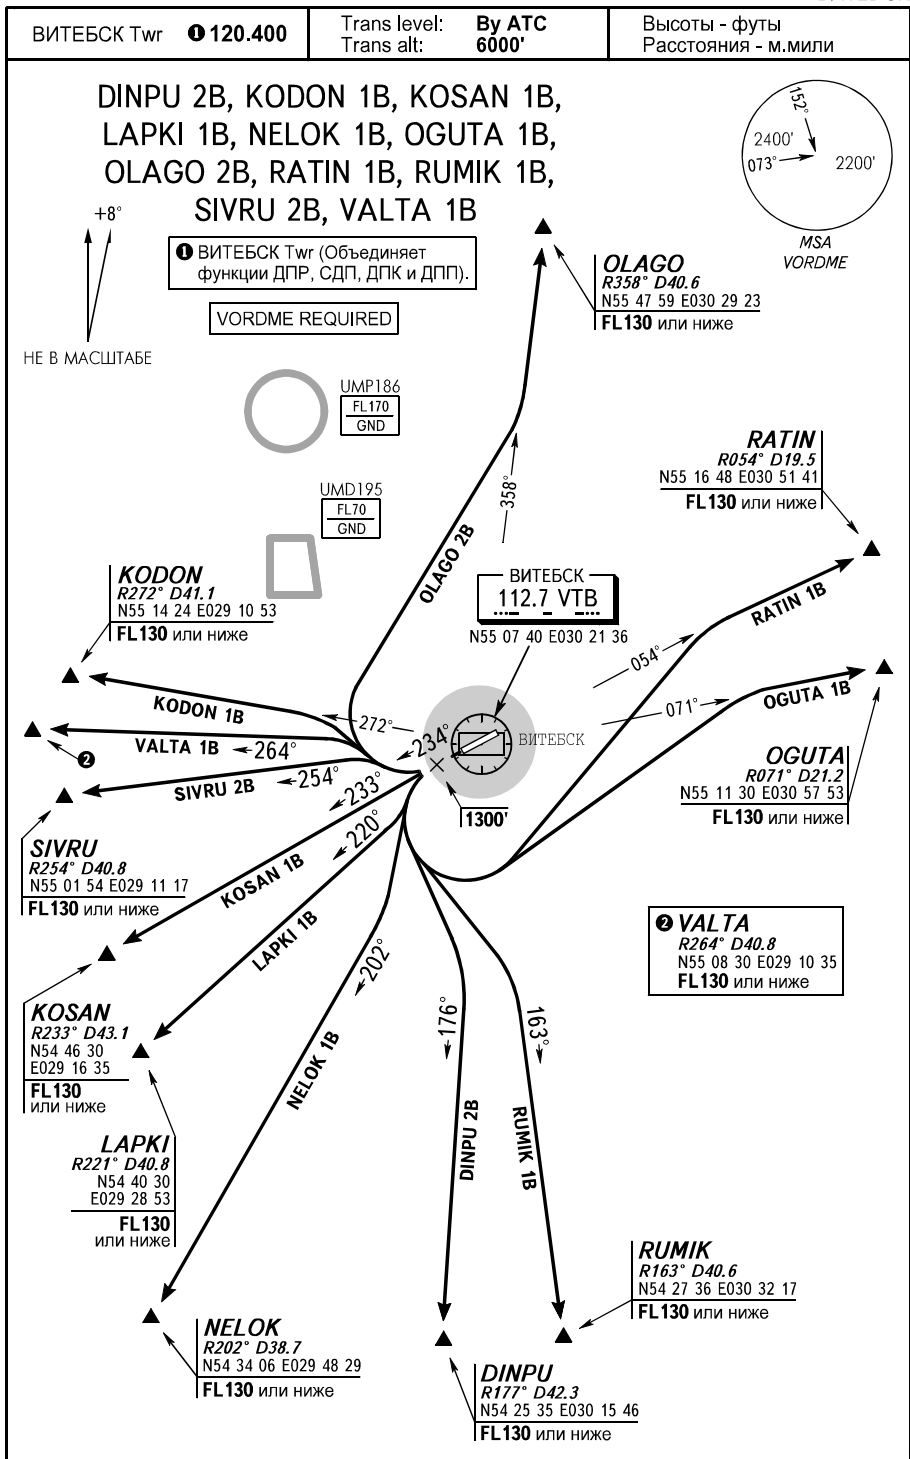 ВИТЕБСК Twr ❶ 120.400
Trans level: By ATC
Trans alt: 6000'
Высоты - футы
Расстояния - м.мили
DINPU 2B, KODON 1B, KOSAN 1B,
LAPKI 1B, NELOK 1B, OGUTA 1B,
OLAGO 2B, RATIN 1B, RUMIK 1B,
SIVRU 2B, VALTA 1B
152°
2400'
073°
2200'
MSA
VORDME
+8°
НЕ В МАСШТАБЕ
❶ ВИТЕБСК Twr (Объединяет
функции ДПР, СДП, ДПК и ДПП).
VORDME REQUIRED
OLAGO
R358° D40.6
N55 47 59 E030 29 23
FL130 или ниже
UMP186
FL170
GND
UMD195
FL70
GND
358°
OLAGO 2B
RATIN
R054° D19.5
N55 16 48 E030 51 41
FL130 или ниже
KODON
R272° D41.1
N55 14 24 E029 10 53
FL130 или ниже
ВИТЕБСК
112.7 VTB
N55 07 40 E030 21 36
RATIN 1B
054°
OGUTA 1B
071°
KODON 1B
272°
234°
ВИТЕБСК
VALTA 1B
264°
❷
SIVRU 2B
254°
233°
220°
1300'
OGUTA
R071° D21.2
N55 11 30 E030 57 53
FL130 или ниже
SIVRU
R254° D40.8
N55 01 54 E029 11 17
FL130 или ниже
KOSAN 1B
LAPKI 1B
❷ VALTA
R264° D40.8
N55 08 30 E029 10 35
FL130 или ниже
202°
176°
163°
KOSAN
R233° D43.1
N54 46 30
E029 16 35
FL130
или ниже
NELOK 1B
DINPU 2B
RUMIK 1B
LAPKI
R221° D40.8
N54 40 30
E029 28 53
FL130
или ниже
RUMIK
R163° D40.6
N54 27 36 E030 32 17
FL130 или ниже
NELOK
R202° D38.7
N54 34 06 E029 48 29
FL130 или ниже
DINPU
R177° D42.3
N54 25 35 E030 15 46
FL130 или ниже